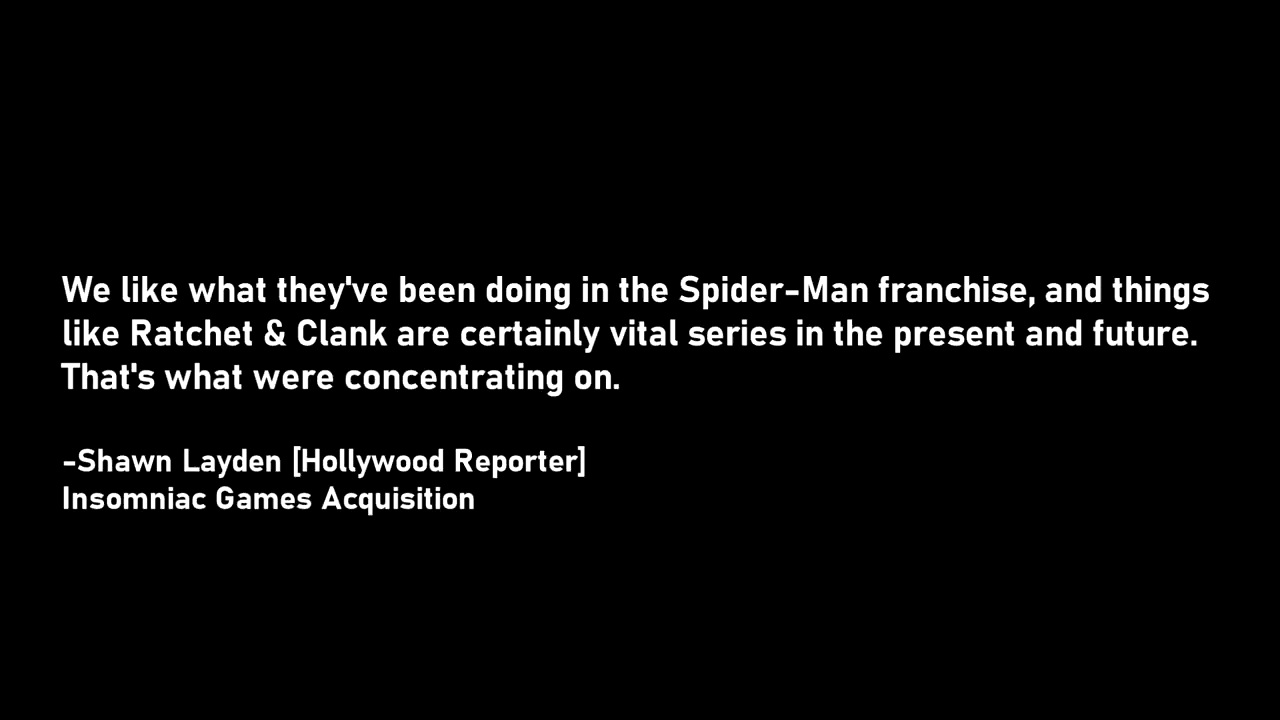 We like what they've been doing in the Spider-Man franchise, and things
like Ratchet & Clank are certainly vital series in the present and future.
That's what were concentrating on.
-Shawn Layden [Hollywood Reporter]
Insomniac Games Acquisition